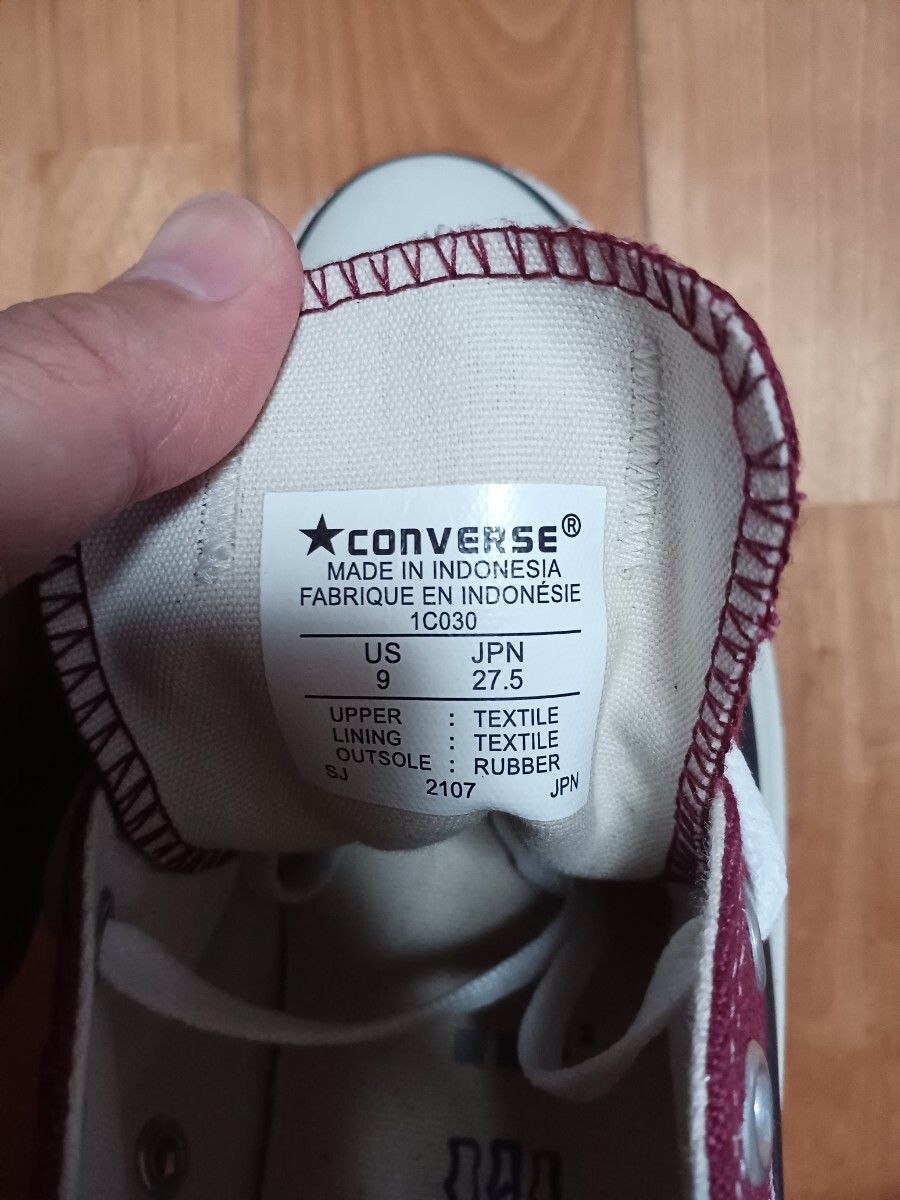 ★CONVERSE®
MADE IN INDONESIA
FABRIQUE EN INDONÉSIE
1C030
US JPN
9 27.5
UPPER : TEXTILE
LINING : TEXTILE
OUTSOLE : RUBBER
SJ 2107 JPN